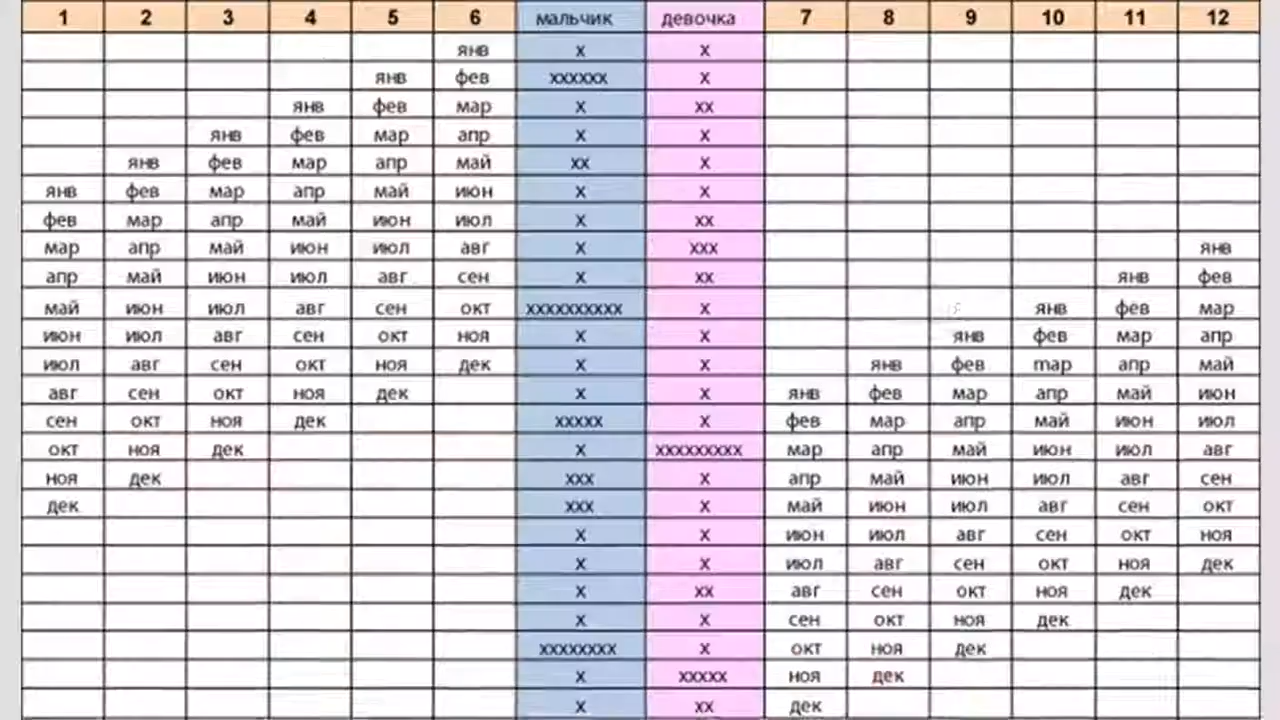 1 2 3 4 5 6 мальчик девочка 7 8 9 10 11 12
янв x x
янв фев xxxxxx x
янв фев мар x xx
янв фев мар апр x x
янв фев мар апр май xx x
янв фев мар апр май июн x x
фев мар апр май июн июл x xx
мар апр май июн июл авг x xxx янв
апр май июн июл авг сен x xx янв фев
май июн июл авг сен окт xxxxxxxxxx x янв фев мар
июн июл авг сен окт ноя x x янв фев мар апр
июл авг сен окт ноя дек x x янв фев mар апр май
авг сен окт ноя дек x x янв фев мар апр май июн
сен окт ноя дек xxxxx x фев мар апр май июн июл
окт ноя дек x xxxxxxxxx мар апр май июн июл авг
ноя дек xxx x апр май июн июл авг сен
дек xxx x май июн июл авг сен окт
x x июн июл авг сен окт ноя
x x июл авг сен окт ноя дек
x xx авг сен окт ноя дек
x x сен окт ноя дек
xxxxxxxx x окт ноя дек
x xxxxx ноя дек
x xx дек